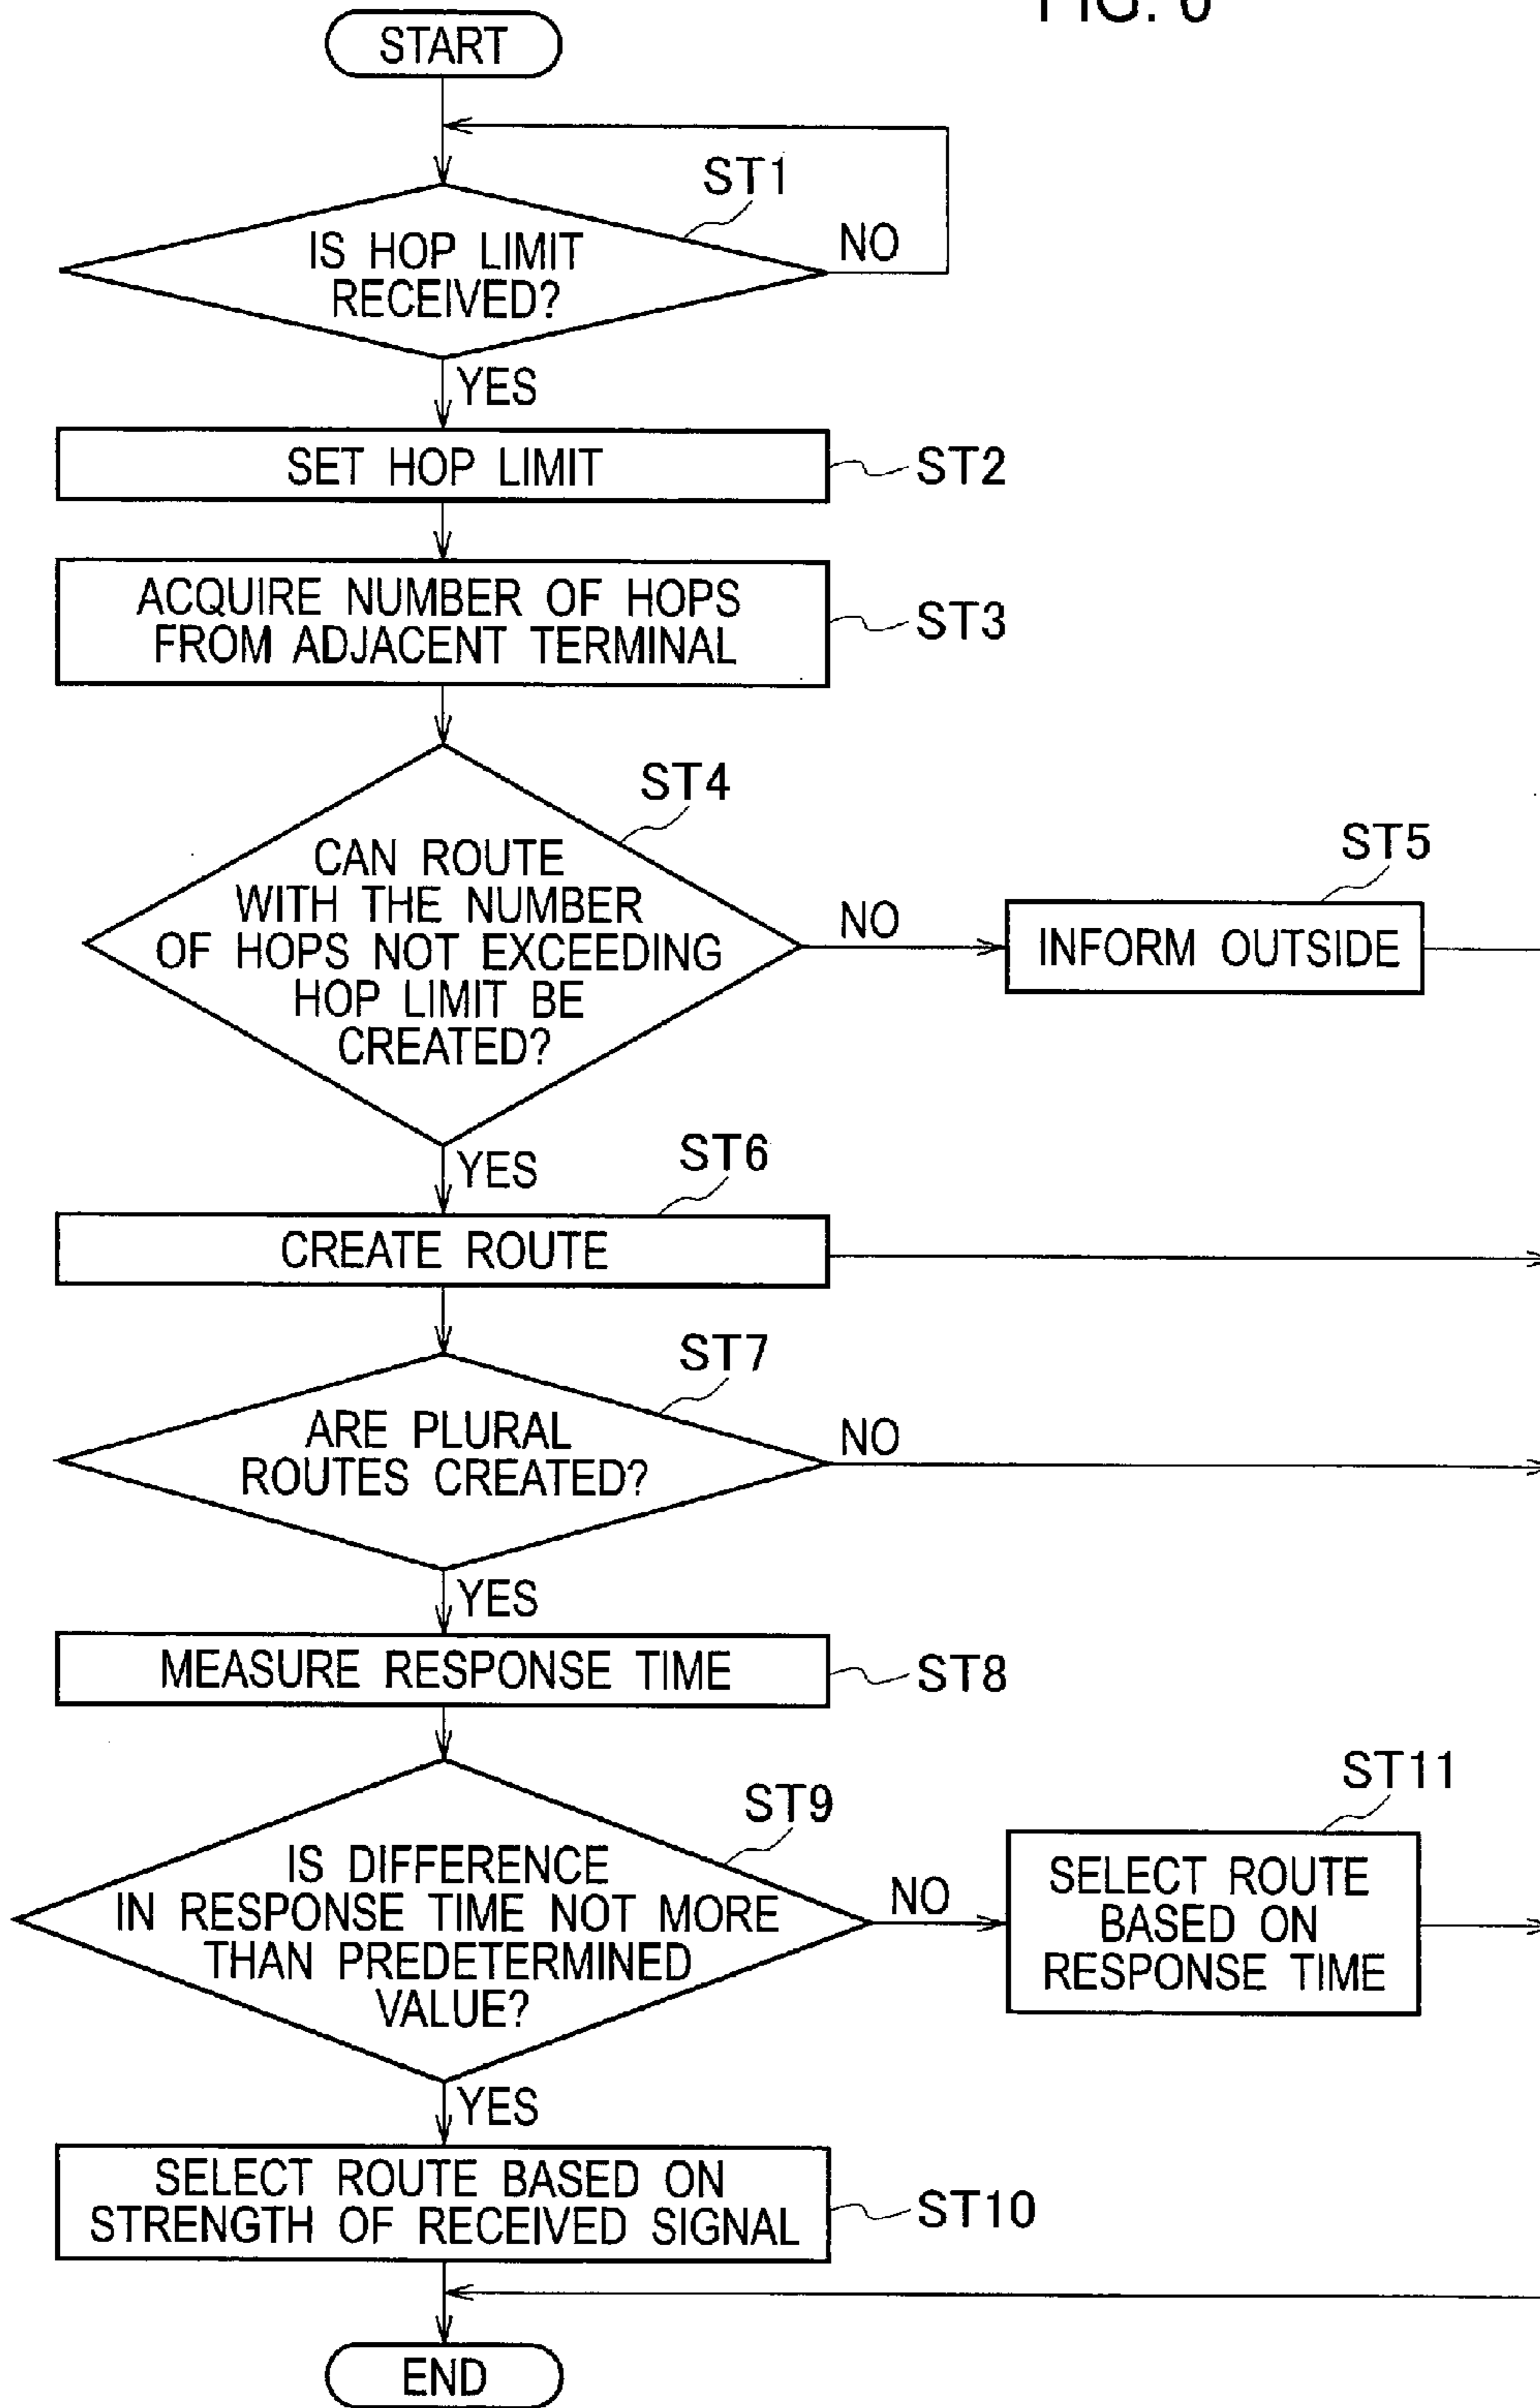 FIG. 6
START
ST1
IS HOP LIMIT
RECEIVED?
NO
YES
SET HOP LIMIT
ST2
ACQUIRE NUMBER OF HOPS
FROM ADJACENT TERMINAL
ST3
ST4
CAN ROUTE
WITH THE NUMBER
OF HOPS NOT EXCEEDING
HOP LIMIT BE
CREATED?
NO
ST5
INFORM OUTSIDE
YES
ST6
CREATE ROUTE
ST7
ARE PLURAL
ROUTES CREATED?
NO
YES
MEASURE RESPONSE TIME
ST8
ST9
IS DIFFERENCE
IN RESPONSE TIME NOT MORE
THAN PREDETERMINED
VALUE?
NO
ST11
SELECT ROUTE
BASED ON
RESPONSE TIME
YES
SELECT ROUTE BASED ON
STRENGTH OF RECEIVED SIGNAL
ST10
END